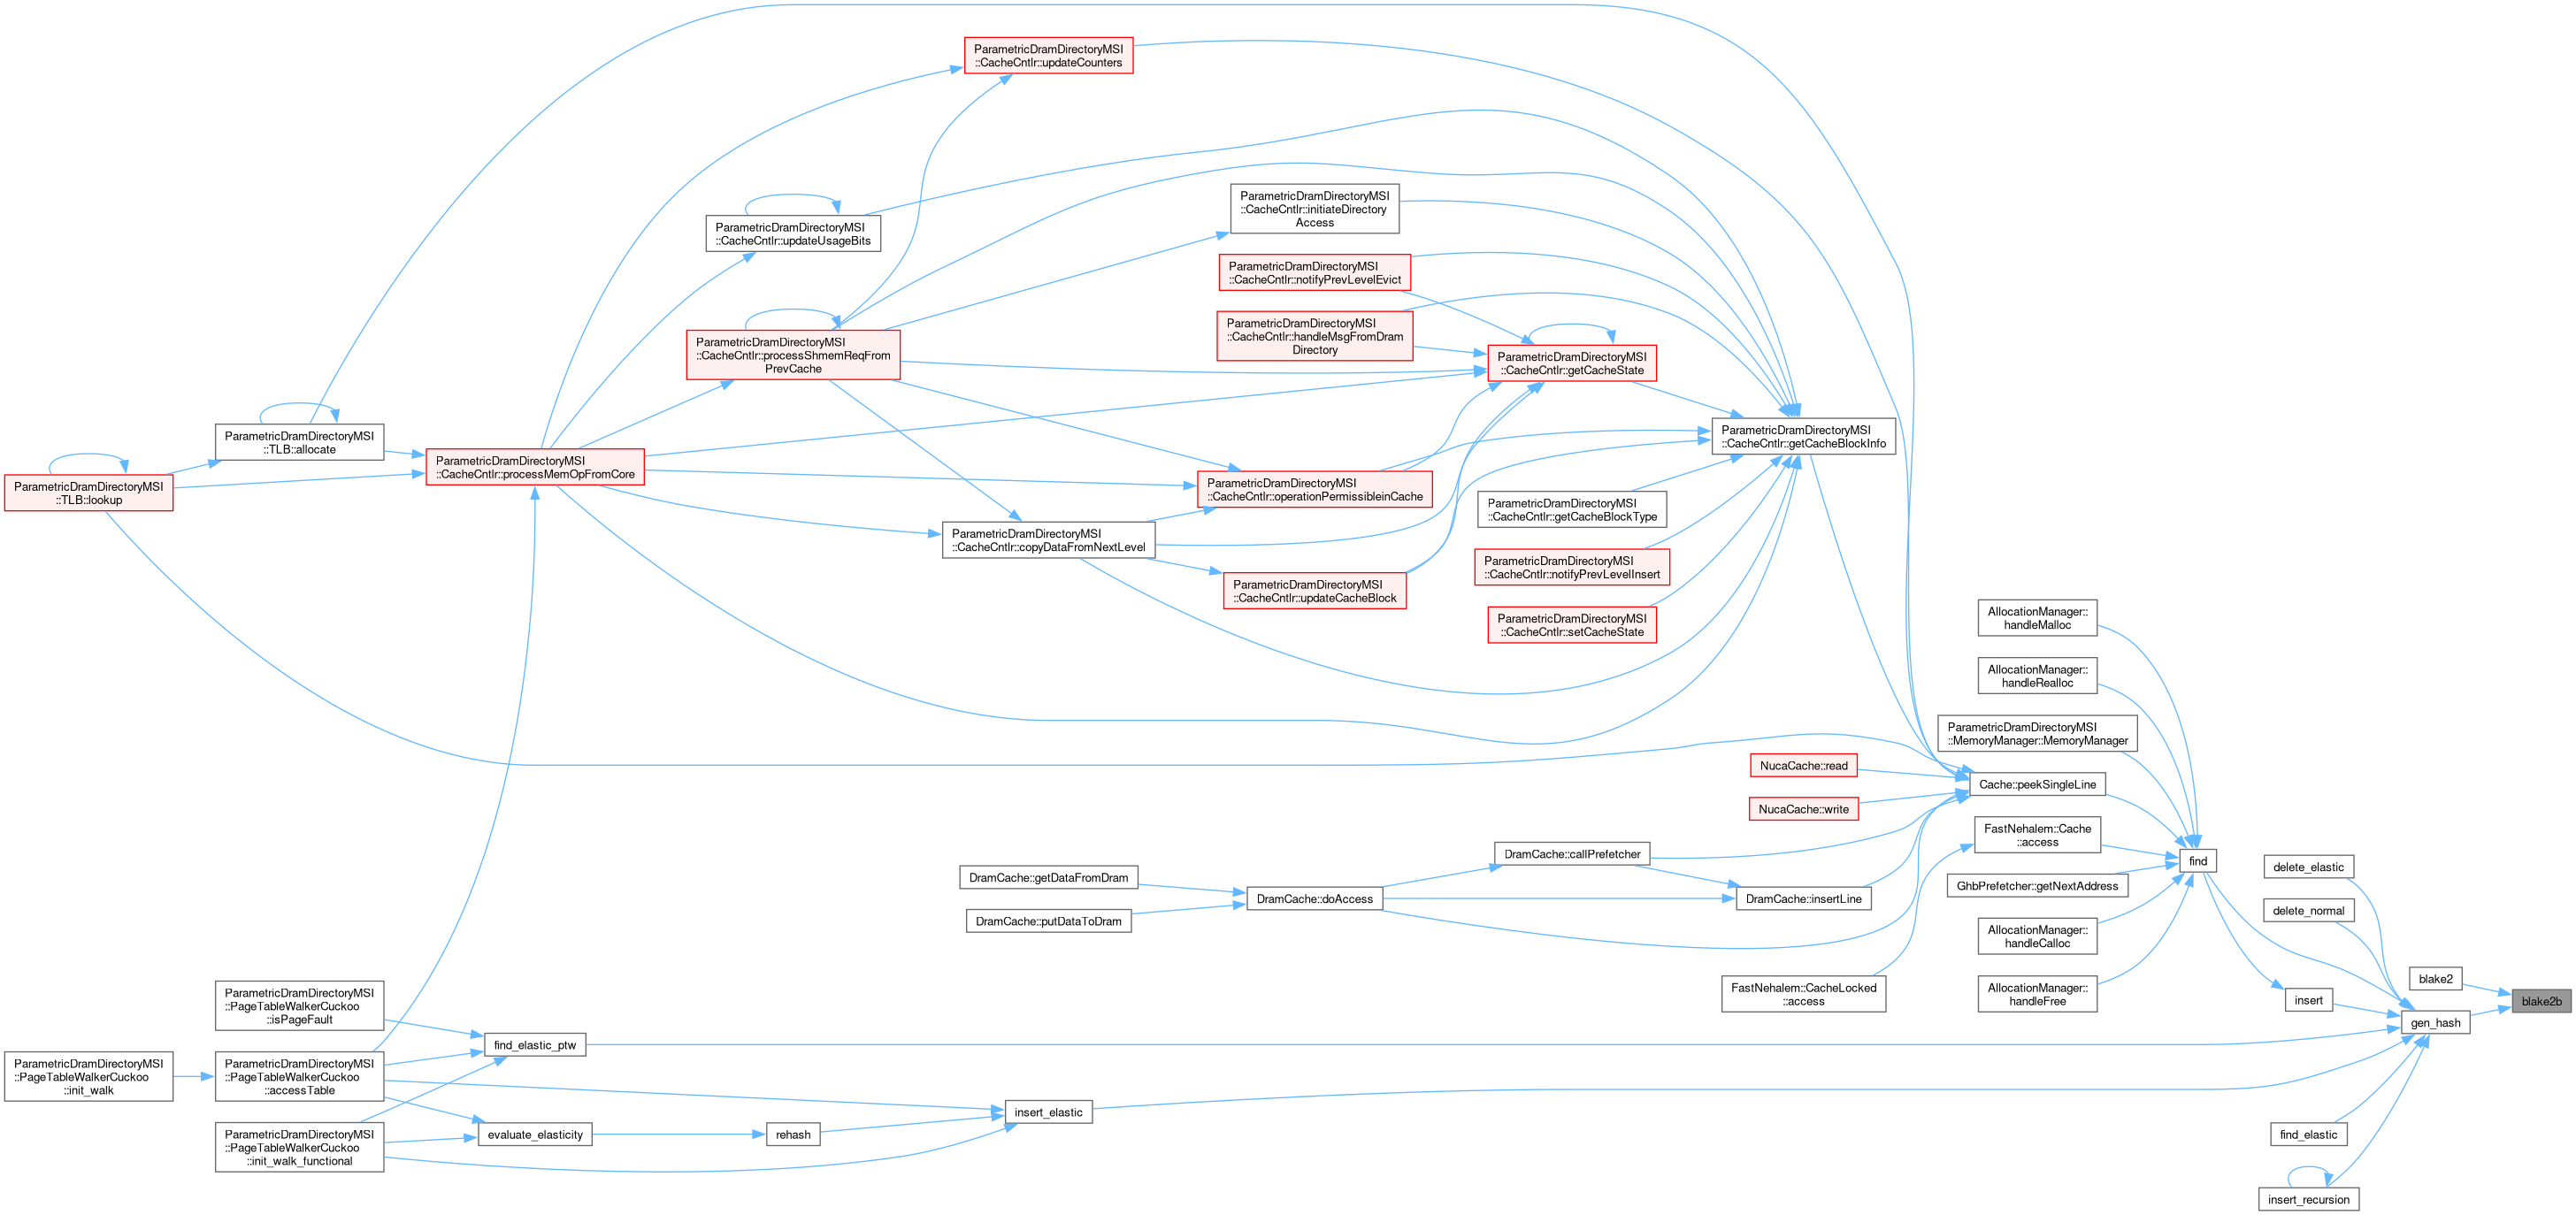 ParametricDramDirectoryMSI
::CacheCntlr::updateCounters
ParametricDramDirectoryMSI
::CacheCntlr::initiateDirectory
Access
ParametricDramDirectoryMSI
::CacheCntlr::updateUsageBits
ParametricDramDirectoryMSI
::CacheCntlr::notifyPrevLevelEvict
ParametricDramDirectoryMSI
::CacheCntlr::handleMsgFromDram
Directory
ParametricDramDirectoryMSI
::CacheCntlr::processShmemReqFrom
PrevCache
ParametricDramDirectoryMSI
::CacheCntlr::getCacheState
ParametricDramDirectoryMSI
::CacheCntlr::getCacheBlockInfo
ParametricDramDirectoryMSI
::TLB::allocate
ParametricDramDirectoryMSI
::CacheCntlr::processMemOpFromCore
ParametricDramDirectoryMSI
::TLB::lookup
ParametricDramDirectoryMSI
::CacheCntlr::operationPermissibleinCache
ParametricDramDirectoryMSI
::CacheCntlr::getCacheBlockType
ParametricDramDirectoryMSI
::CacheCntlr::copyDataFromNextLevel
ParametricDramDirectoryMSI
::CacheCntlr::notifyPrevLevelInsert
ParametricDramDirectoryMSI
::CacheCntlr::updateCacheBlock
ParametricDramDirectoryMSI
::CacheCntlr::setCacheState
AllocationManager::
handleMalloc
AllocationManager::
handleRealloc
ParametricDramDirectoryMSI
::MemoryManager::MemoryManager
NucaCache::read
Cache::peekSingleLine
NucaCache::write
FastNehalem::Cache
::access
DramCache::callPrefetcher
find
delete_elastic
DramCache::getDataFromDram
GhbPrefetcher::getNextAddress
DramCache::doAccess
DramCache::insertLine
delete_normal
DramCache::putDataToDram
AllocationManager::
handleCalloc
blake2
FastNehalem::CacheLocked
::access
AllocationManager::
handleFree
insert
blake2b
ParametricDramDirectoryMSI
::PageTableWalkerCuckoo
::isPageFault
gen_hash
find_elastic_ptw
ParametricDramDirectoryMSI
::PageTableWalkerCuckoo
::init_walk
ParametricDramDirectoryMSI
::PageTableWalkerCuckoo
::accessTable
insert_elastic
ParametricDramDirectoryMSI
::PageTableWalkerCuckoo
::init_walk_functional
evaluate_elasticity
rehash
find_elastic
insert_recursion